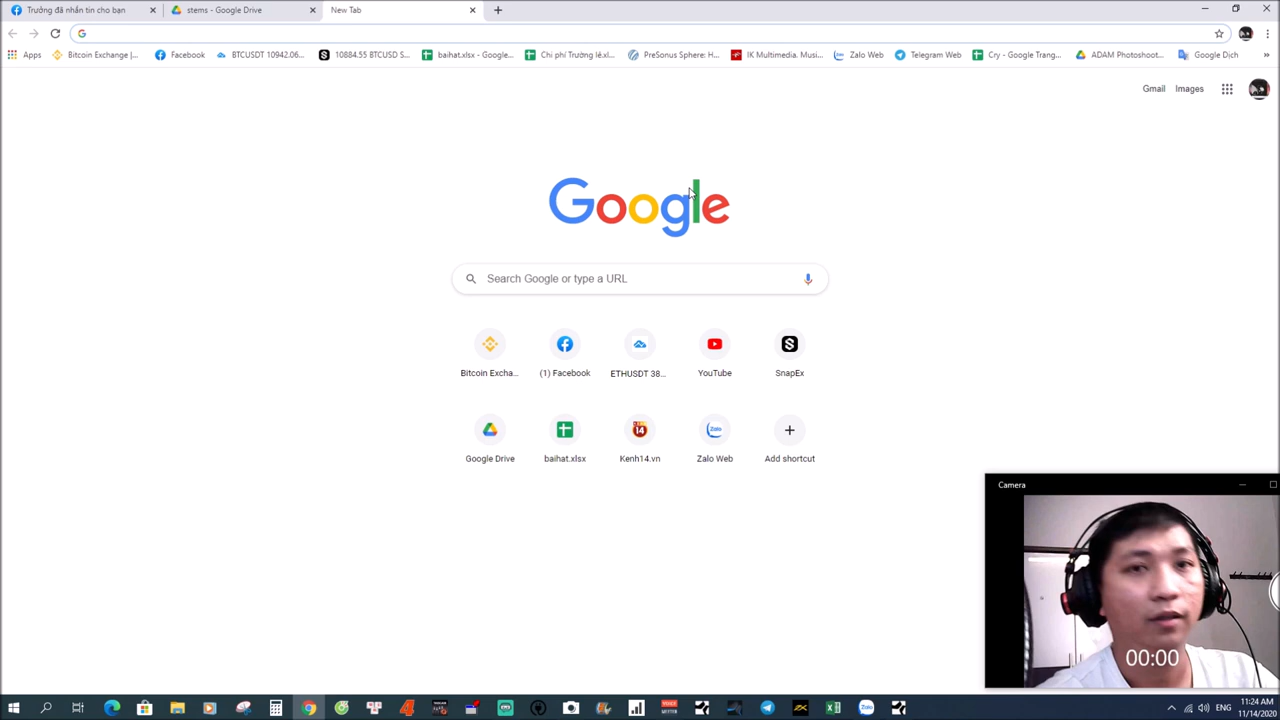 Trưởng đã nhắn tin cho bạn
stems - Google Drive
New Tab
Apps
Bitcoin Exchange |...
Facebook
BTCUSDT 10942.06...
10884.55 BTCUSD S...
baihat.xlsx - Google...
Chi phí Trường lê.xl...
PreSonus Sphere: H...
IK Multimedia. Musi...
Zalo Web
Telegram Web
Cry - Google Trang...
ADAM Photoshoot...
Google Dịch
Gmail
Images
Google
Search Google or type a URL
Bitcoin Excha...
(1) Facebook
ETHUSDT 38...
YouTube
SnapEx
Google Drive
baihat.xlsx
Kenh14.vn
Zalo Web
Add shortcut
Camera
00:00
ENG
11:24 AM
11/14/2020